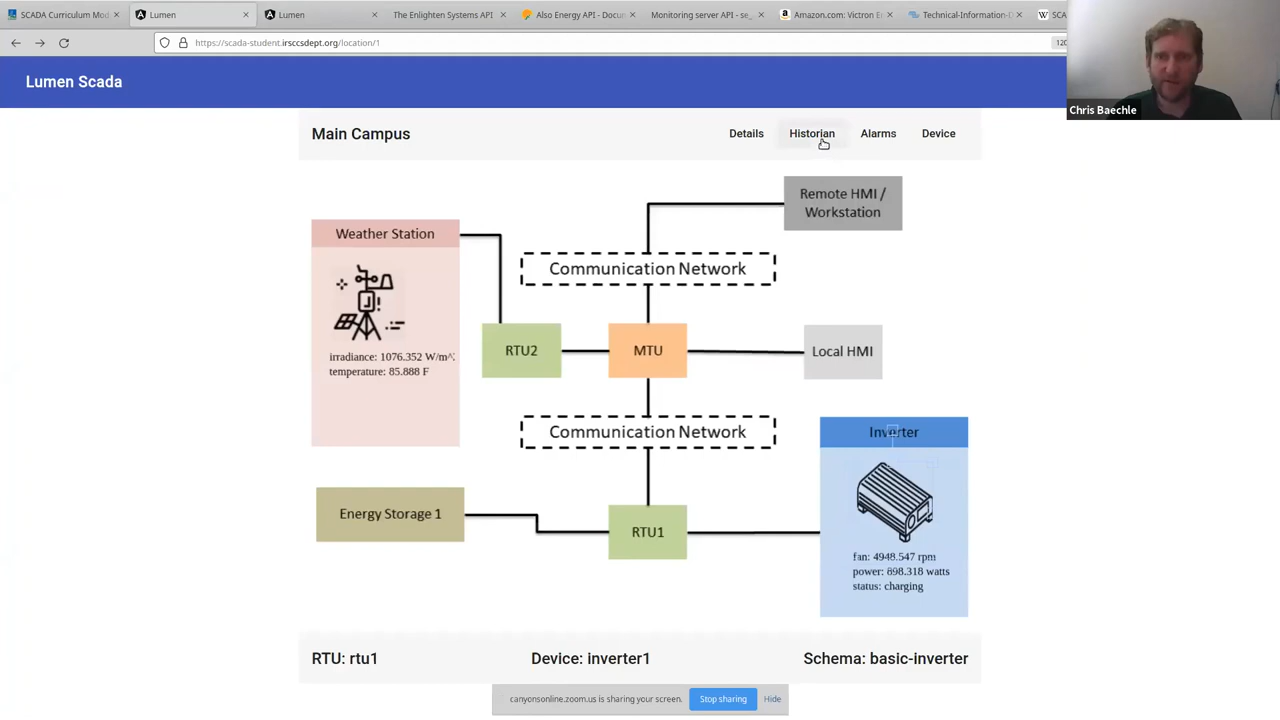 SCADA Curriculum Mod
Lumen
Lumen
The Enlighten Systems API
Also Energy API - Docu
Monitoring server API - se_
Amazon.com: Victron E
Technical-Information-D
SCA
https://scada-student.irsccsdept.org/location/1
120
Chris Baechle
Lumen Scada
Main Campus
Details
Historian
Alarms
Device
Remote HMI /
Workstation
Weather Station
Communication Network
irradiance: 1076.352 W/m^
temperature: 85.888 F
RTU2
MTU
Local HMI
Communication Network
Inverter
Energy Storage 1
RTU1
fan: 4948.547 rpm
power: 898.318 watts
status: charging
RTU: rtu1
Device: inverter1
Schema: basic-inverter
canyonsonline.zoom.us is sharing your screen.
Stop sharing
Hide